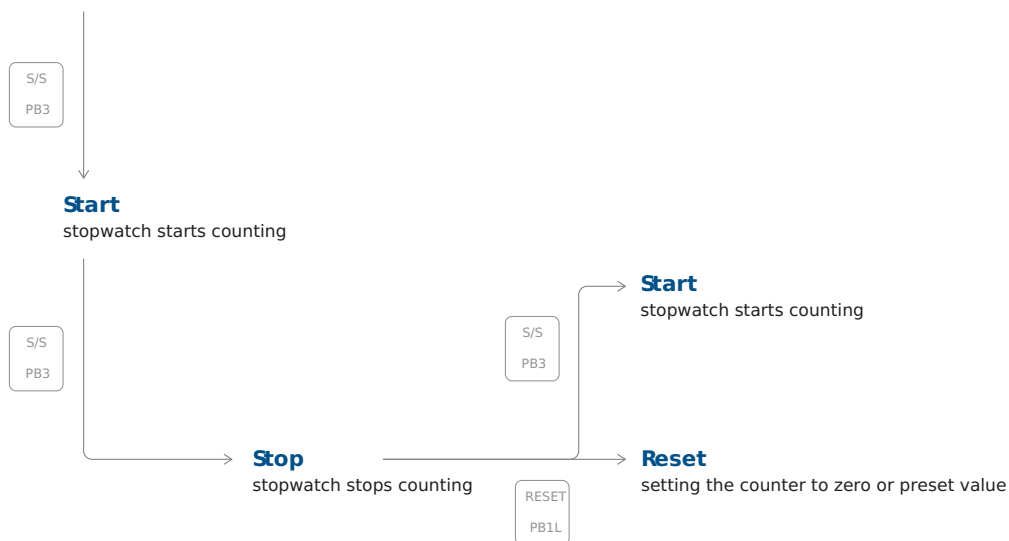 S/S
PB3
Start
stopwatch starts counting
S/S
PB3
Stop
stopwatch stops counting
S/S
PB3
Start
stopwatch starts counting
RESET
PB1L
Reset
setting the counter to zero or preset value